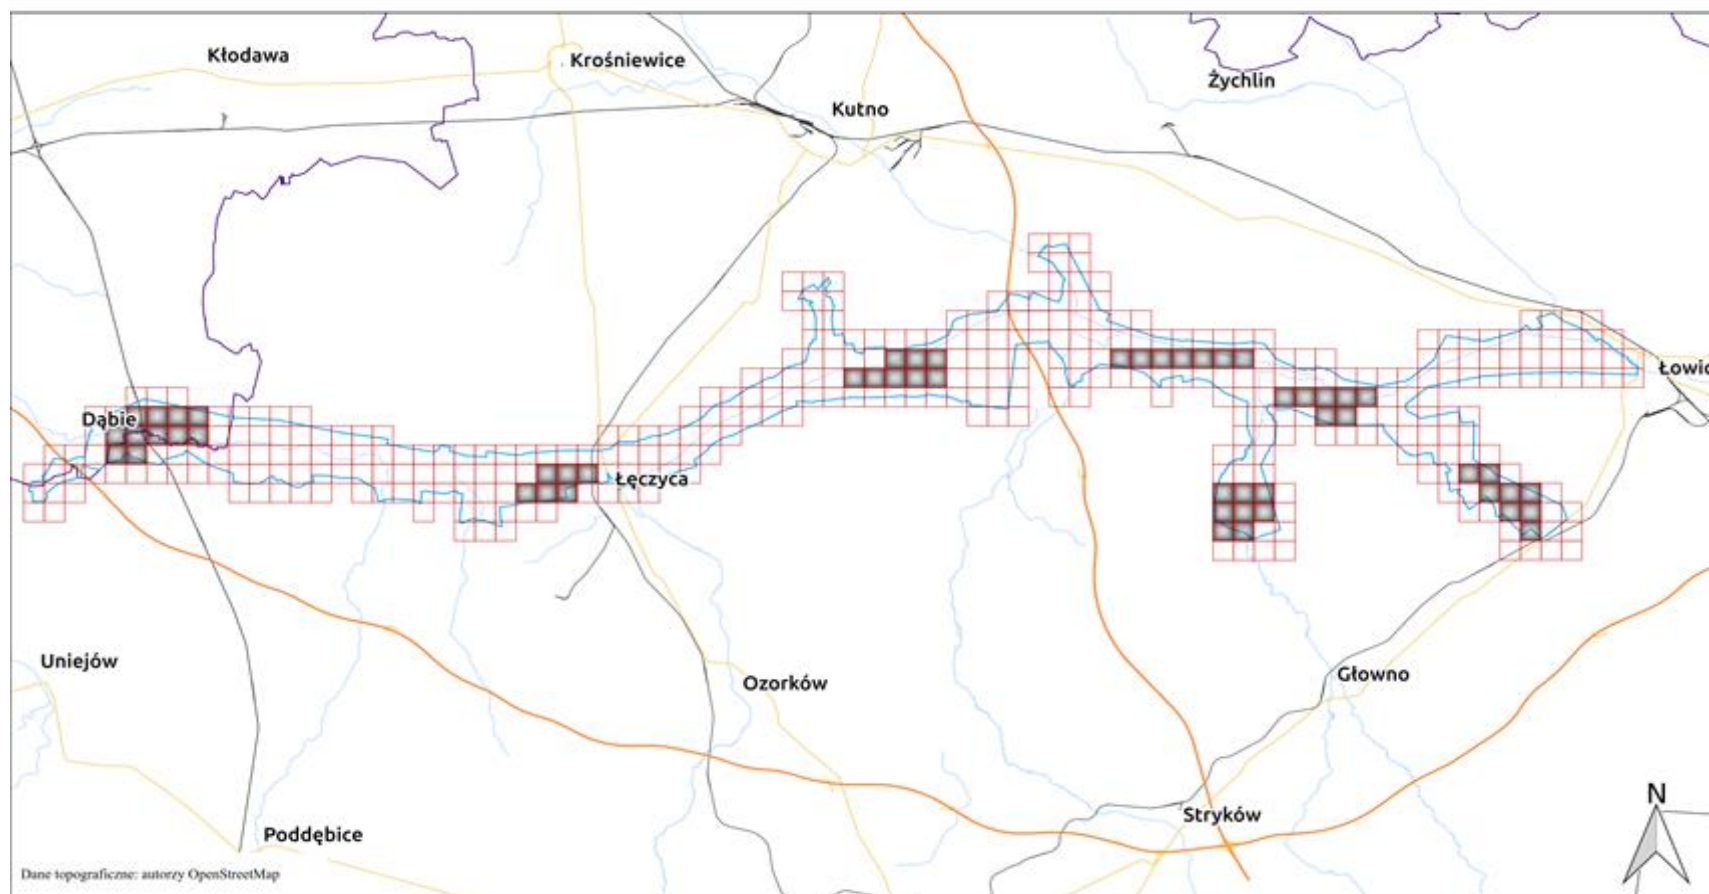 Kłodawa
Krośniewice
Kutno
Żychlin
Dąbie
Łęczyca
Łowic
Uniejów
Ozorków
Głowno
Stryków
Poddębice
N
Dane topograficzne: autorzy OpenStreetMap